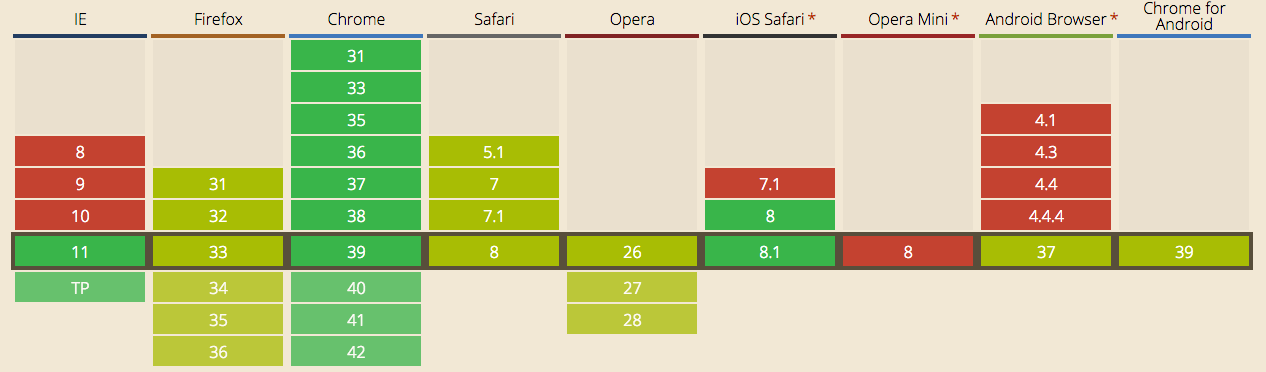 IE Firefox Chrome Safari Opera iOS Safari * Opera Mini * Android Browser * Chrome for Android
31
33
35 4.1
8 36 5.1 4.3
9 31 37 7 7.1 4.4
10 32 38 7.1 8 4.4.4
11 33 39 8 26 8.1 8 37 39
TP 34 40 27
35 41 28
36 42